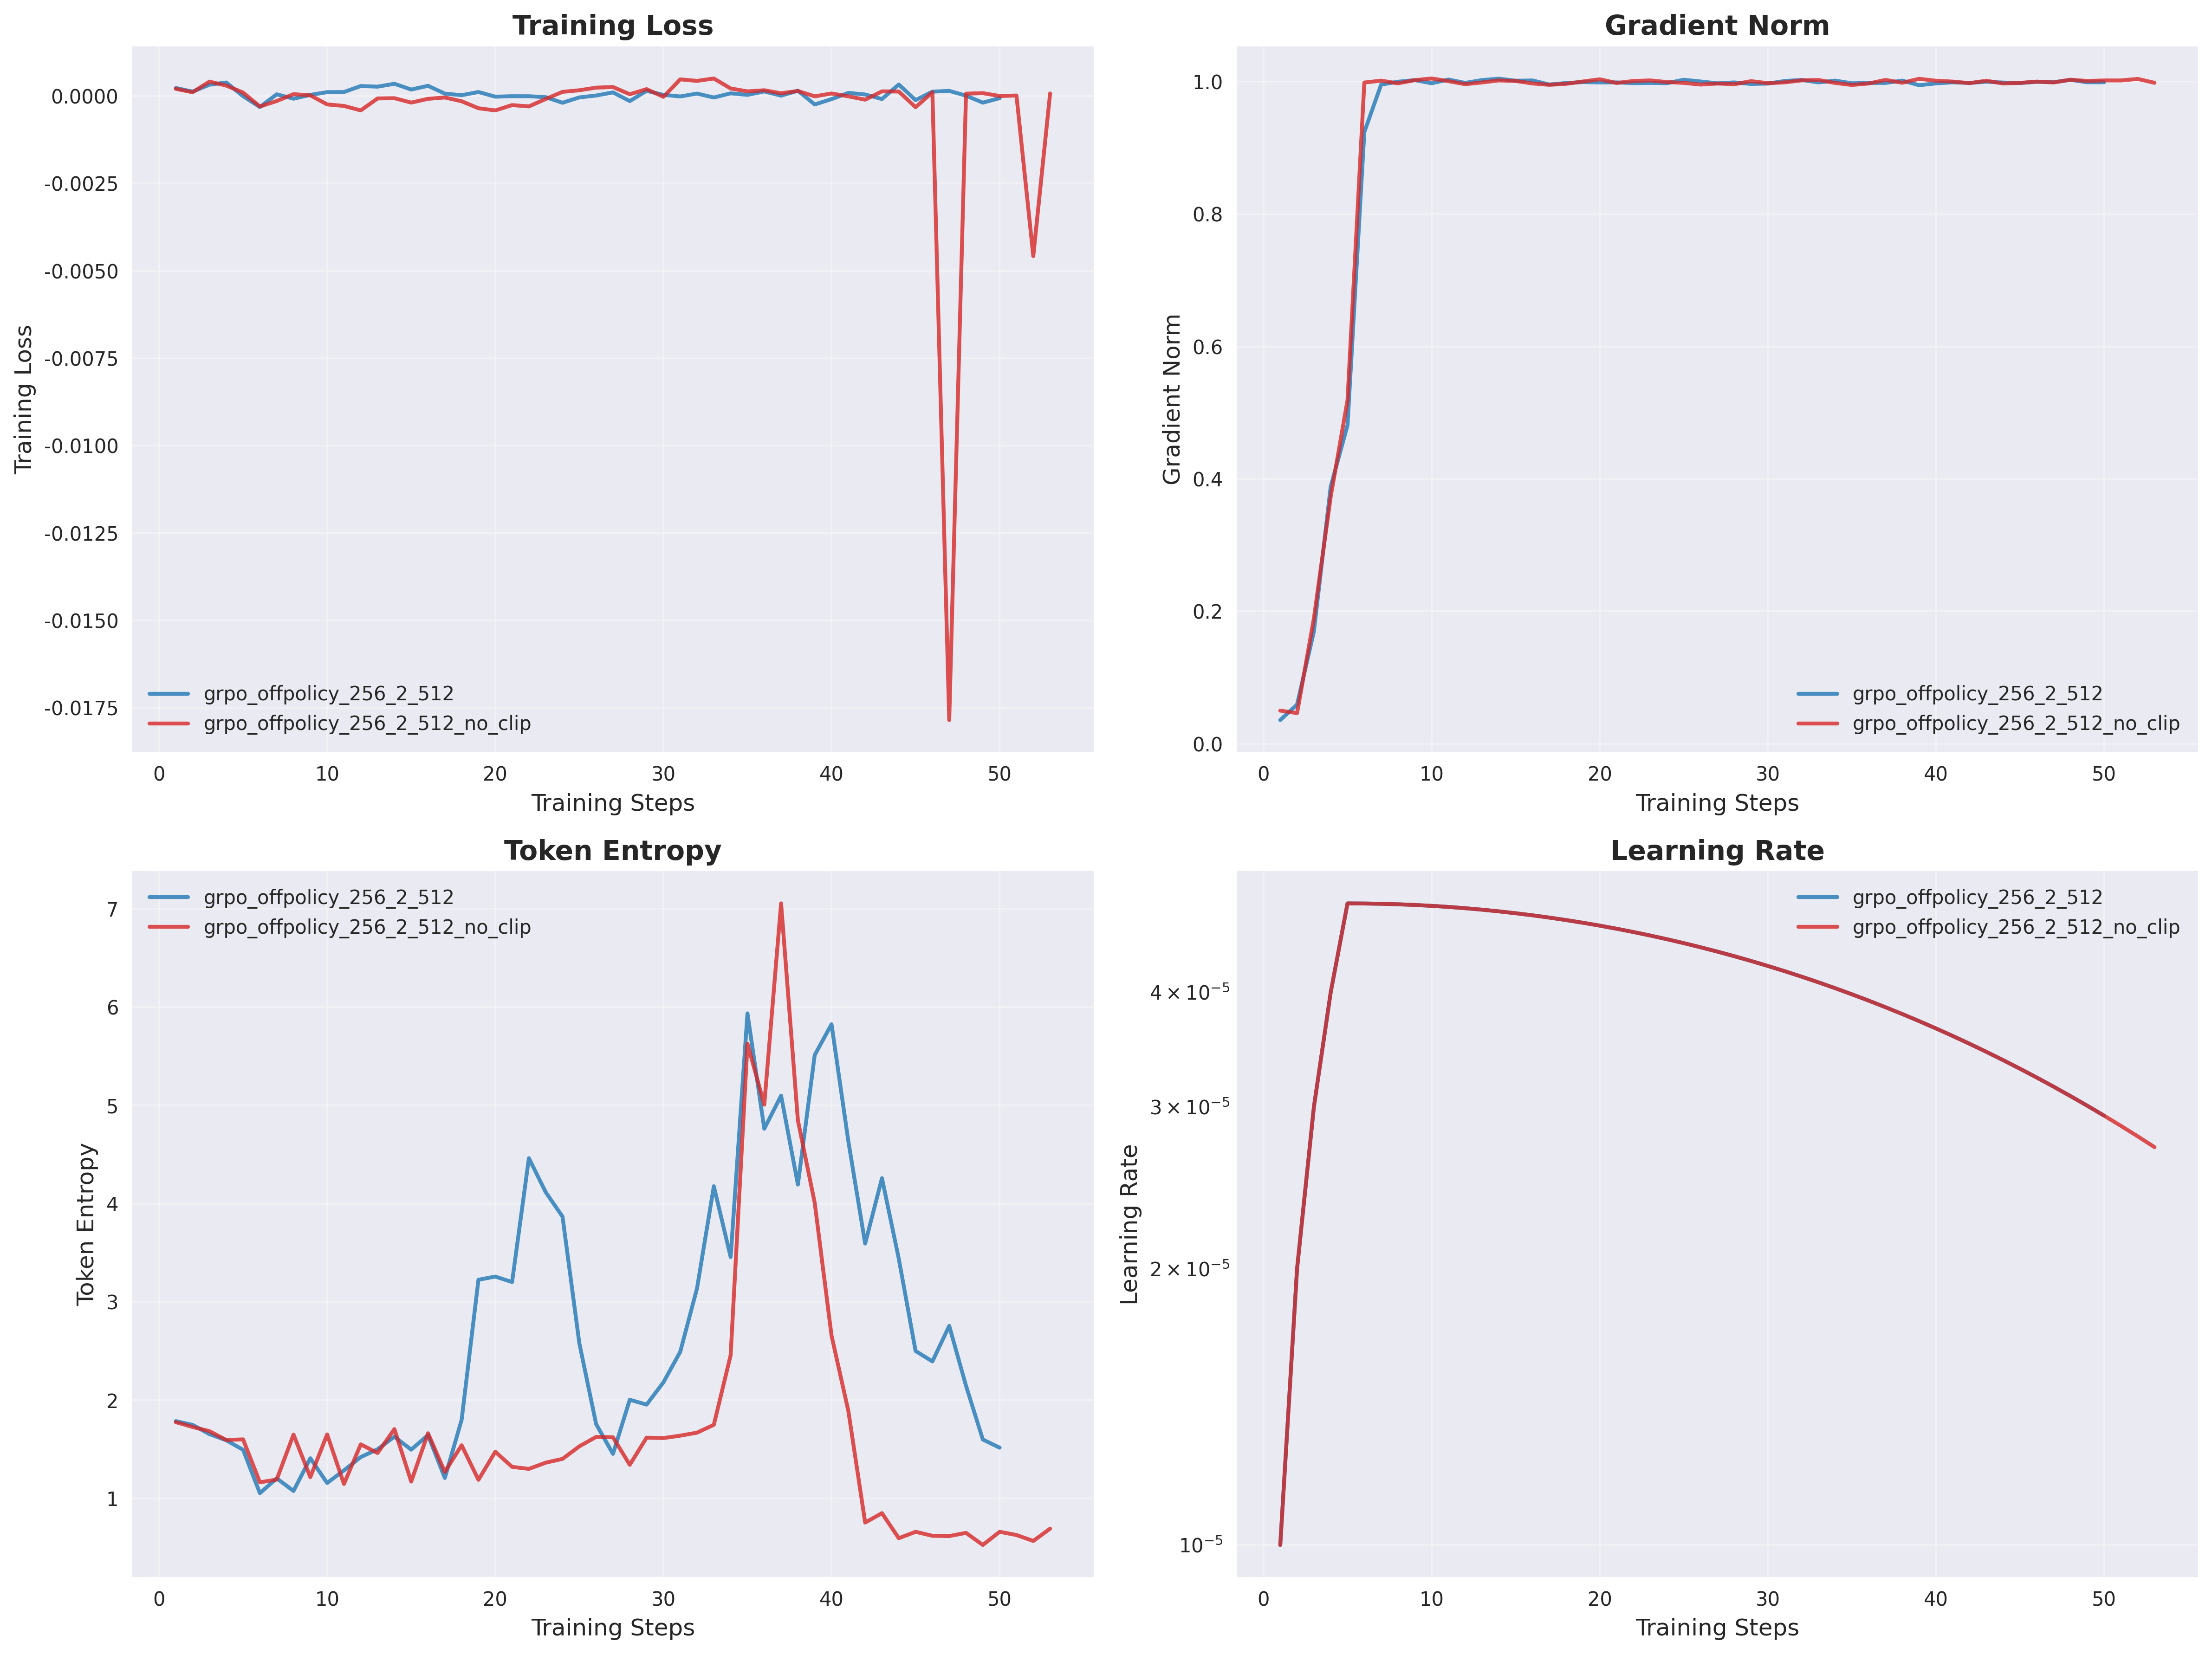 Training Loss
Training Loss
0.0000
-0.0025
-0.0050
-0.0075
-0.0100
-0.0125
-0.0150
-0.0175
grpo_offpolicy_256_2_512
grpo_offpolicy_256_2_512_no_clip
0 10 20 30 40 50
Training Steps
Gradient Norm
Gradient Norm
1.0
0.8
0.6
0.4
0.2
0.0
grpo_offpolicy_256_2_512
grpo_offpolicy_256_2_512_no_clip
0 10 20 30 40 50
Training Steps
Token Entropy
Token Entropy
7
6
5
4
3
2
1
grpo_offpolicy_256_2_512
grpo_offpolicy_256_2_512_no_clip
0 10 20 30 40 50
Training Steps
Learning Rate
Learning Rate
4 × 10⁻⁵
3 × 10⁻⁵
2 × 10⁻⁵
10⁻⁵
grpo_offpolicy_256_2_512
grpo_offpolicy_256_2_512_no_clip
0 10 20 30 40 50
Training Steps